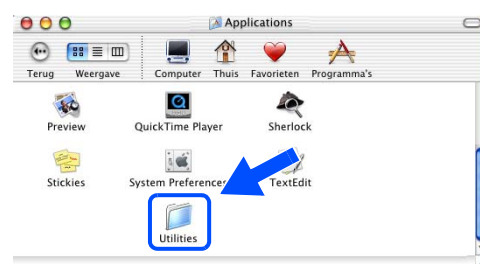 Applications
Terug Weergave Computer Thuis Favorieten Programma's
Preview QuickTime Player Sherlock
Stickies System Preferences TextEdit
Utilities